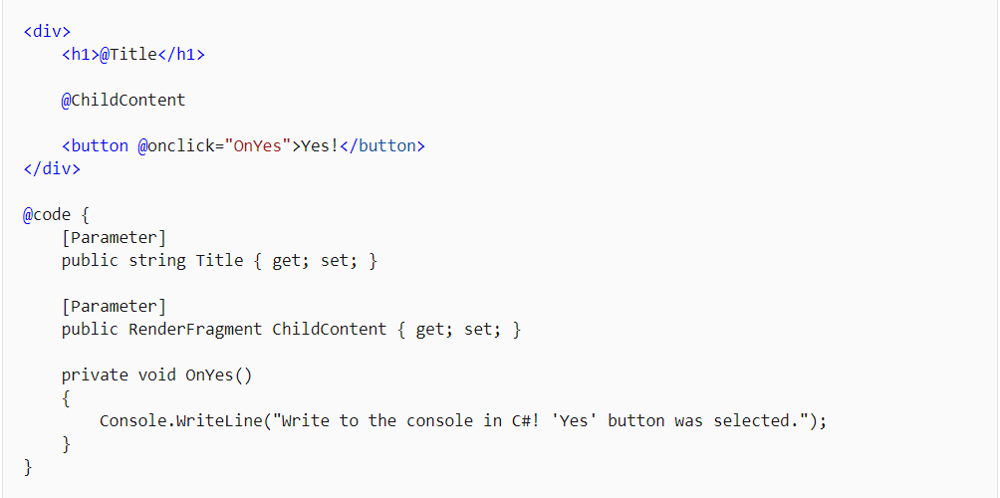 <div>
    <h1>@Title</h1>

    @ChildContent

    <button @onclick="OnYes">Yes!</button>
</div>

@code {
    [Parameter]
    public string Title { get; set; }

    [Parameter]
    public RenderFragment ChildContent { get; set; }

    private void OnYes()
    {
        Console.WriteLine("Write to the console in C#! 'Yes' button was selected.");
    }
}